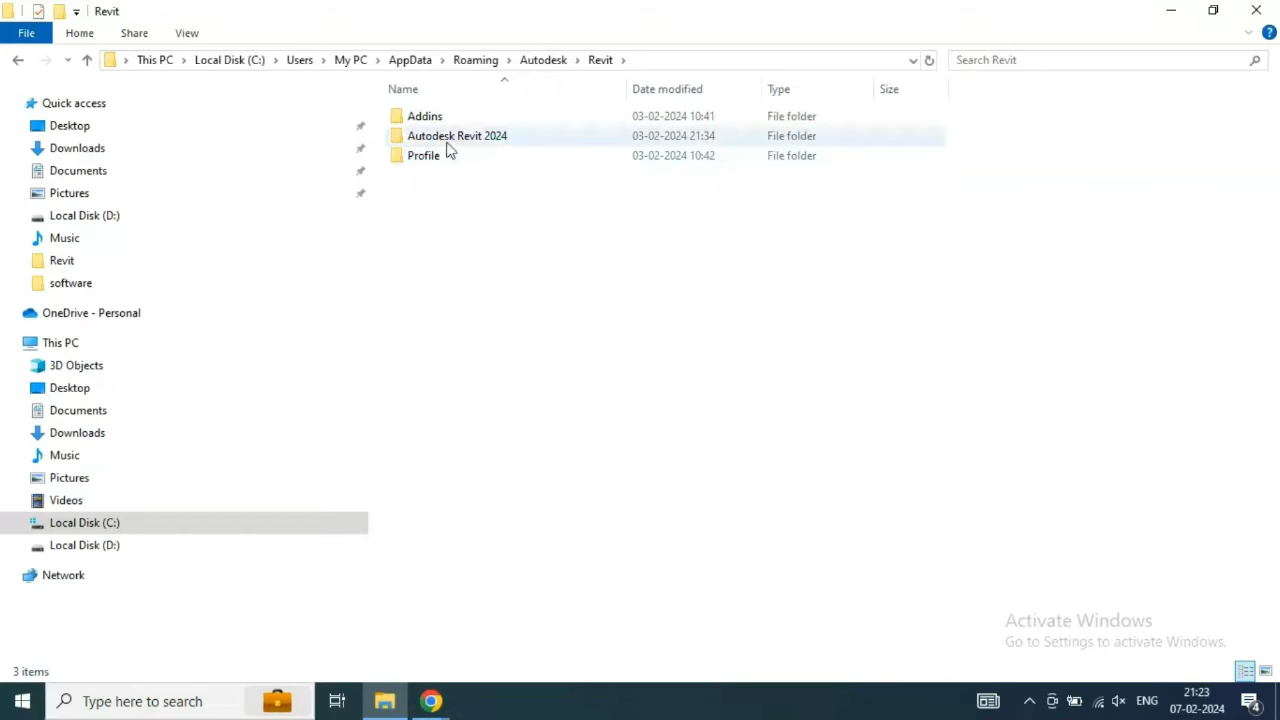 Revit
File Home Share View
This PC Local Disk (C:) Users My PC AppData Roaming Autodesk Revit Search Revit
Name Date modified Type Size
Addins 03-02-2024 10:41 File folder
Autodesk Revit 2024 03-02-2024 21:34 File folder
Profile 03-02-2024 10:42 File folder
Quick access
Desktop
Downloads
Documents
Pictures
Local Disk (D:)
Music
Revit
software
OneDrive - Personal
This PC
3D Objects
Desktop
Documents
Downloads
Music
Pictures
Videos
Local Disk (C:)
Local Disk (D:)
Network
Activate Windows
Go to Settings to activate Windows.
3 items
Type here to search ENG 21:23
07-02-2024 4